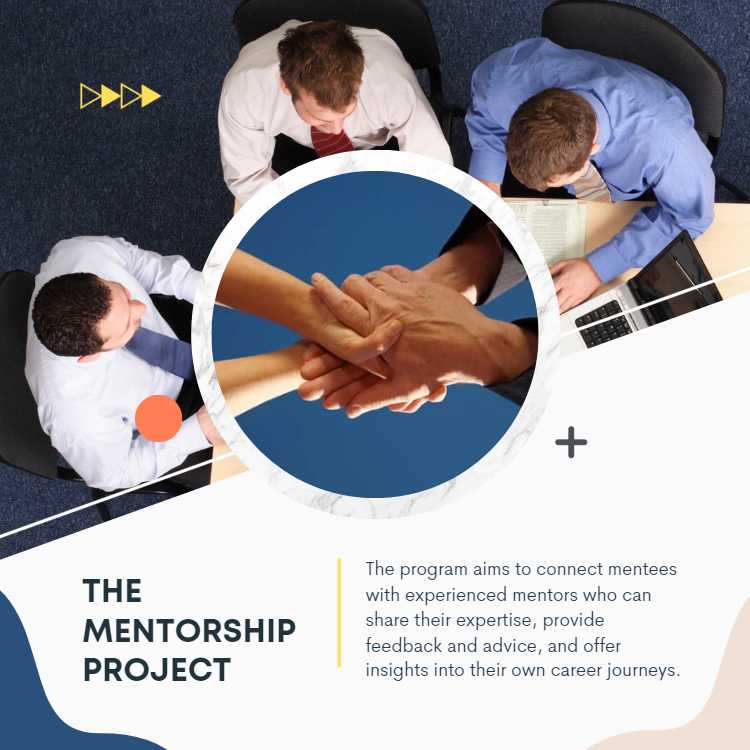 THE
MENTORSHIP
PROJECT
The program aims to connect mentees
with experienced mentors who can
share their expertise, provide
feedback and advice, and offer
insights into their own career journeys.